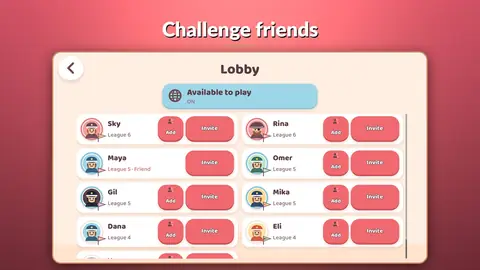 Challenge friends
Lobby
Available to play
ON
Sky
League 6
Add
Invite
Rina
League 6
Add
Invite
Maya
League 5 · Friend
Invite
Omer
League 5
Add
Invite
Gil
League 5
Add
Invite
Mika
League 5
Add
Invite
Dana
League 4
Add
Invite
Eli
League 4
Add
Invite